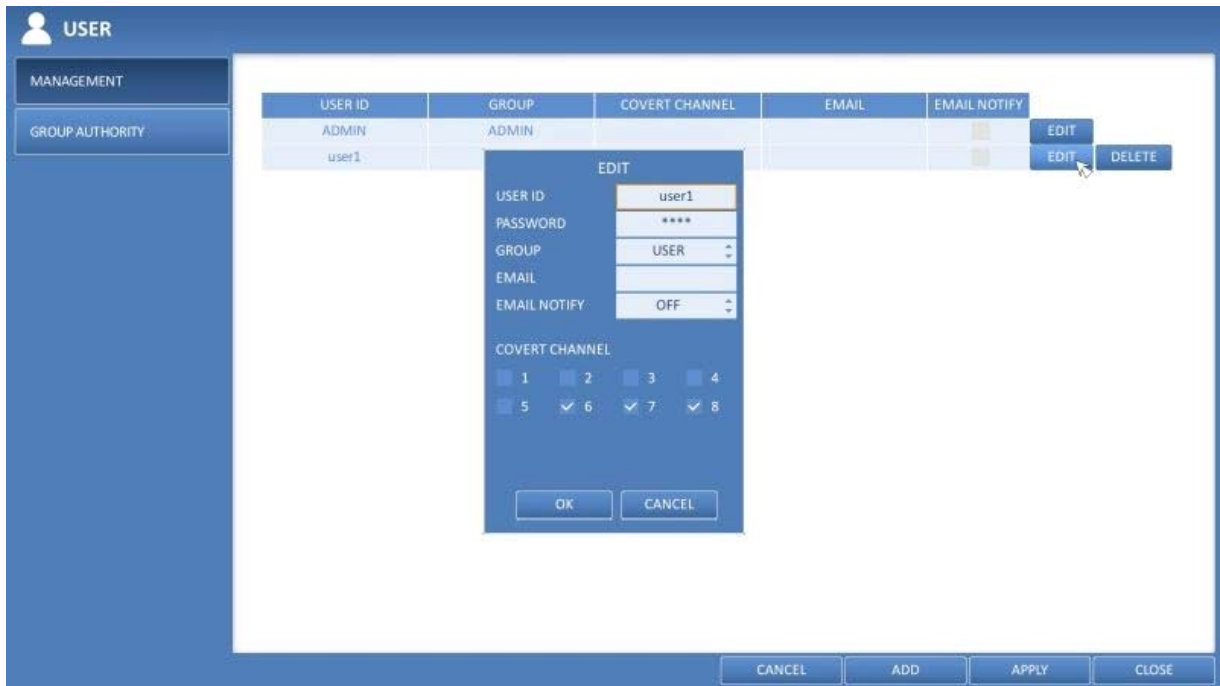 USER
MANAGEMENT
GROUP AUTHORITY
USER ID GROUP COVERT CHANNEL EMAIL EMAIL NOTIFY
ADMIN ADMIN EDIT
user1 EDIT DELETE
EDIT
USER ID user1
PASSWORD ****
GROUP USER
EMAIL
EMAIL NOTIFY OFF
COVERT CHANNEL
1 2 3 4
5 6 7 8
OK CANCEL
CANCEL ADD APPLY CLOSE